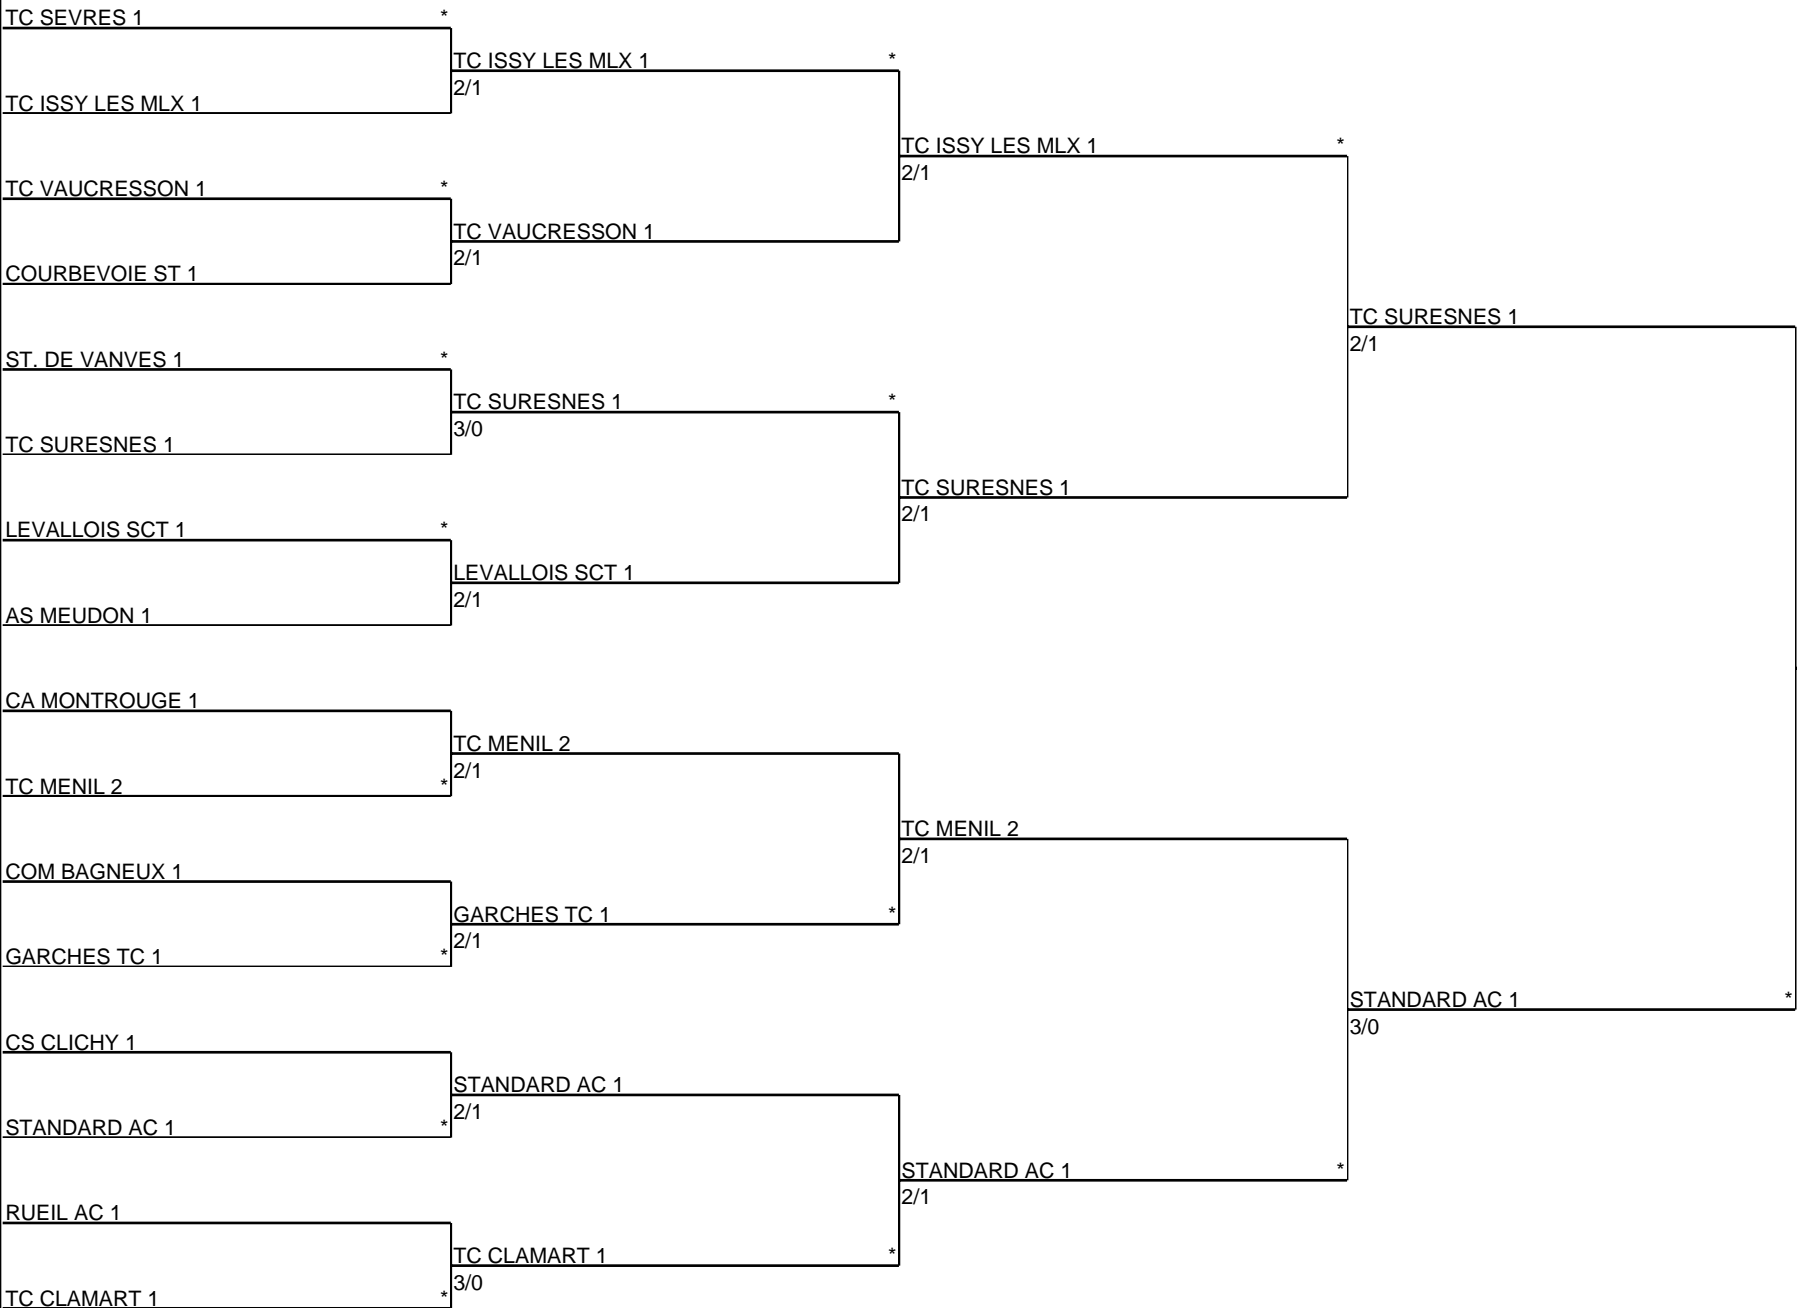 TC SEVRES 1 *
TC ISSY LES MLX 1 *
2/1
TC ISSY LES MLX 1
TC ISSY LES MLX 1 *
2/1
TC VAUCRESSON 1 *
TC VAUCRESSON 1
2/1
COURBEVOIE ST 1
TC SURESNES 1
2/1
ST. DE VANVES 1 *
TC SURESNES 1 *
3/0
TC SURESNES 1
TC SURESNES 1
2/1
LEVALLOIS SCT 1 *
LEVALLOIS SCT 1
2/1
AS MEUDON 1
CA MONTROUGE 1
TC MENIL 2
2/1
TC MENIL 2 *
TC MENIL 2
2/1
COM BAGNEUX 1
GARCHES TC 1 *
2/1
GARCHES TC 1 *
STANDARD AC 1 *
3/0
CS CLICHY 1
STANDARD AC 1
2/1
STANDARD AC 1 *
STANDARD AC 1 *
2/1
RUEIL AC 1
TC CLAMART 1 *
3/0
TC CLAMART 1 *